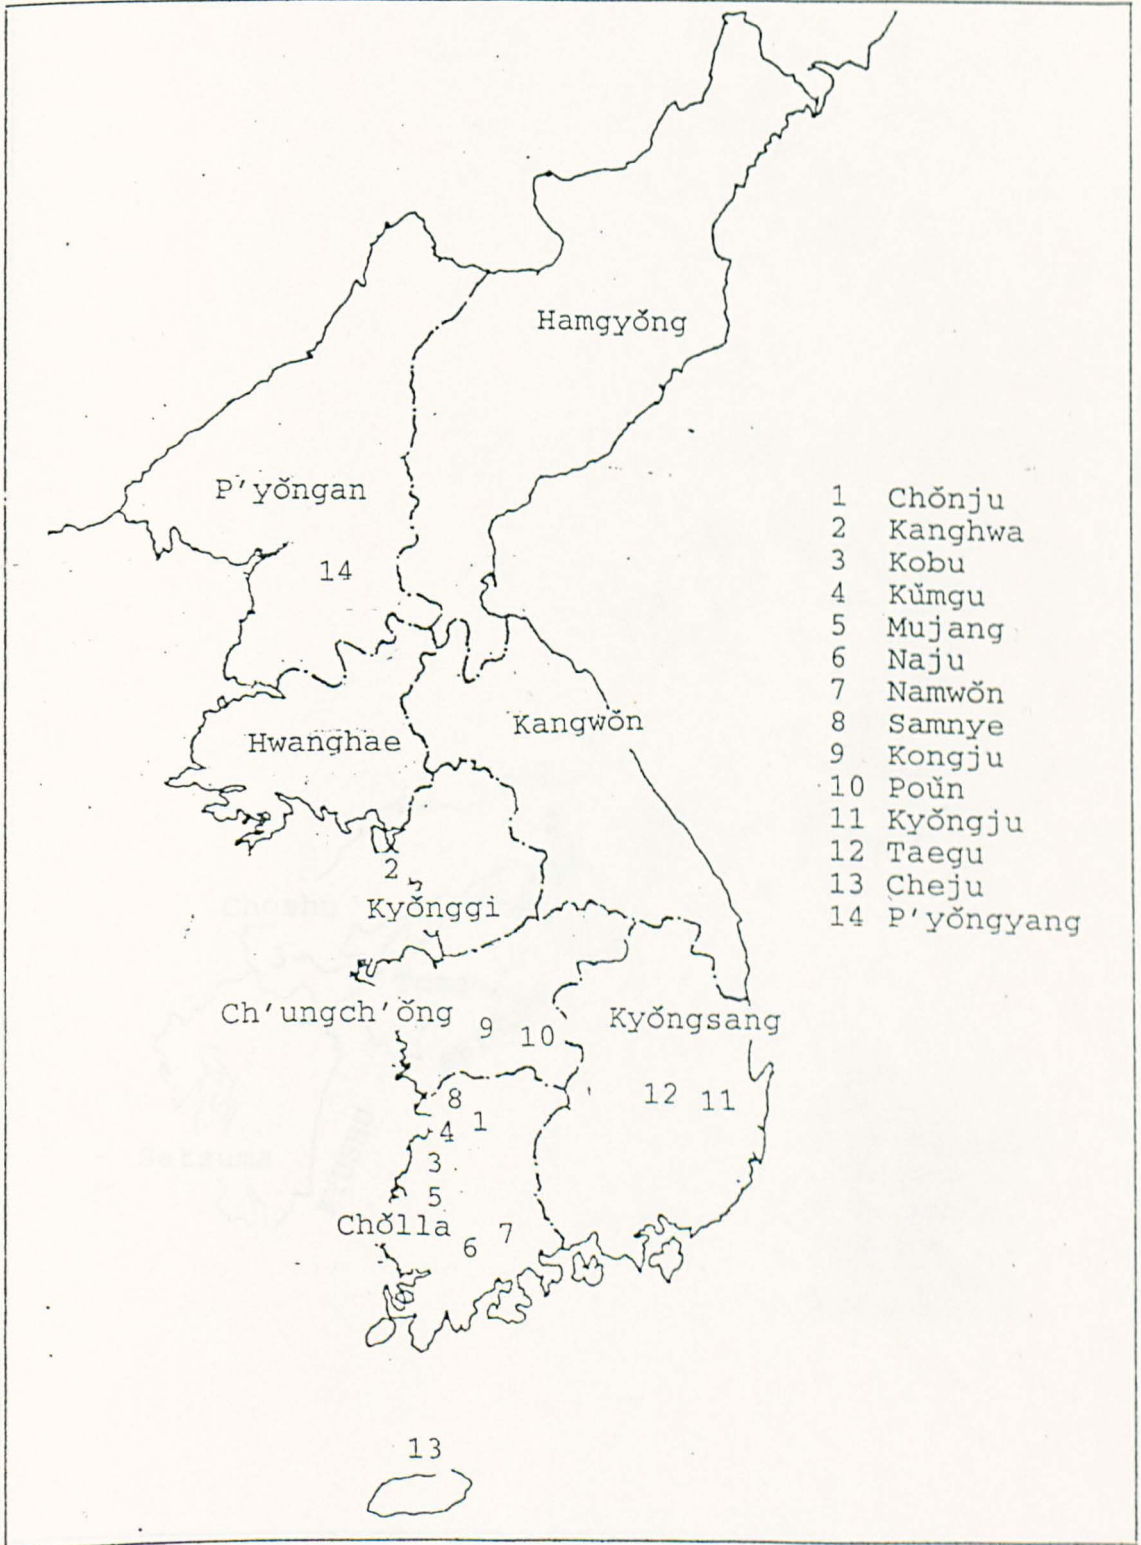 Hamgyŏng
P'yŏngan
14
Hwanghae
Kangwŏn
2
Kyŏnggi
Ch'ungch'ŏng
9
10
Kyŏngsang
8
1
12
11
4
3
5
Chŏlla
6
7
13
1 Chŏnju
2 Kanghwa
3 Kobu
4 Kŭmgu
5 Mujang
6 Naju
7 Namwŏn
8 Samnye
9 Kongju
10 Poŭn
11 Kyŏngju
12 Taegu
13 Cheju
14 P'yŏngyang
Choshu
Satsuma